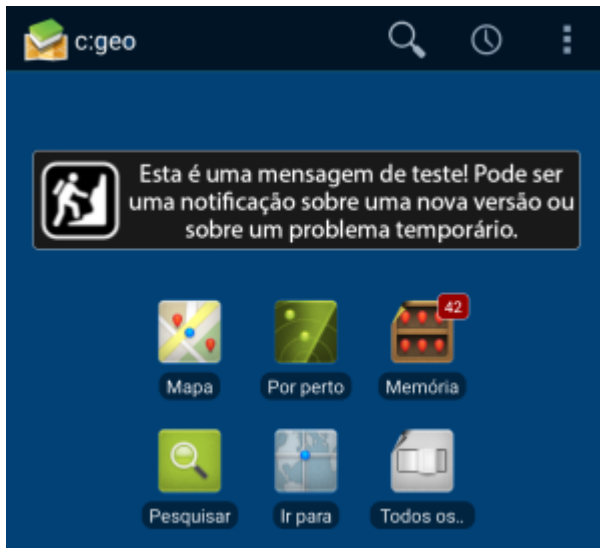 c:geo
Esta é uma mensagem de teste! Pode ser
uma notificação sobre uma nova versão ou
sobre um problema temporário.
42
Mapa
Por perto
Memória
Pesquisar
Ir para
Todos os..